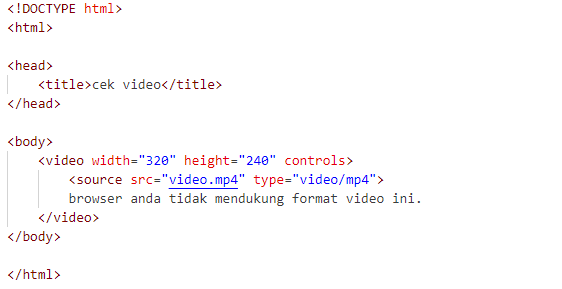 <!DOCTYPE html>
<html>
<head>
<title>cek video</title>
</head>
<body>
<video width="320" height="240" controls>
<source src="video.mp4" type="video/mp4">
browser anda tidak mendukung format video ini.
</video>
</body>
</html>